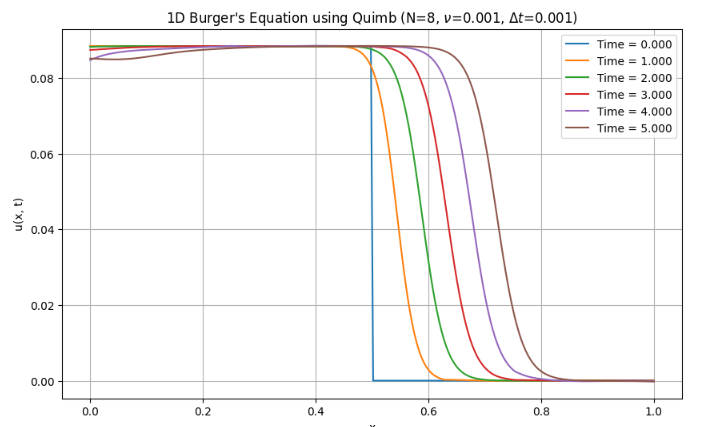 1D Burger's Equation using Quimb (N=8, ν=0.001, Δt=0.001)
Time = 0.000
Time = 1.000
Time = 2.000
Time = 3.000
Time = 4.000
Time = 5.000
u(x, t)
0.08
0.06
0.04
0.02
0.00
0.0 0.2 0.4 0.6 0.8 1.0